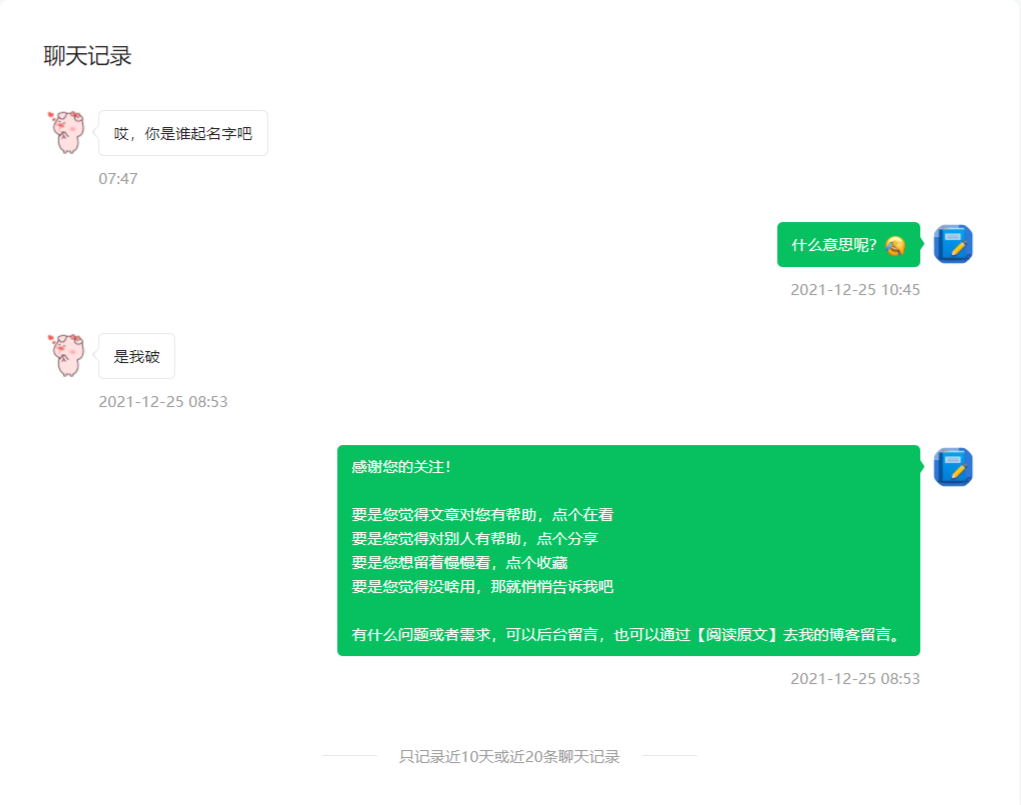 聊天记录
哎，你是谁起名字吧
07:47
什么意思呢?
2021-12-25 10:45
是我破
2021-12-25 08:53
感谢您的关注！
要是您觉得文章对您有帮助，点个在看
要是您觉得对别人有帮助，点个分享
要是您想留着慢慢看，点个收藏
要是您觉得没啥用，那就悄悄告诉我吧
有什么问题或者需求，可以后台留言，也可以通过【阅读原文】去我的博客留言。
2021-12-25 08:53
只记录近10天或近20条聊天记录